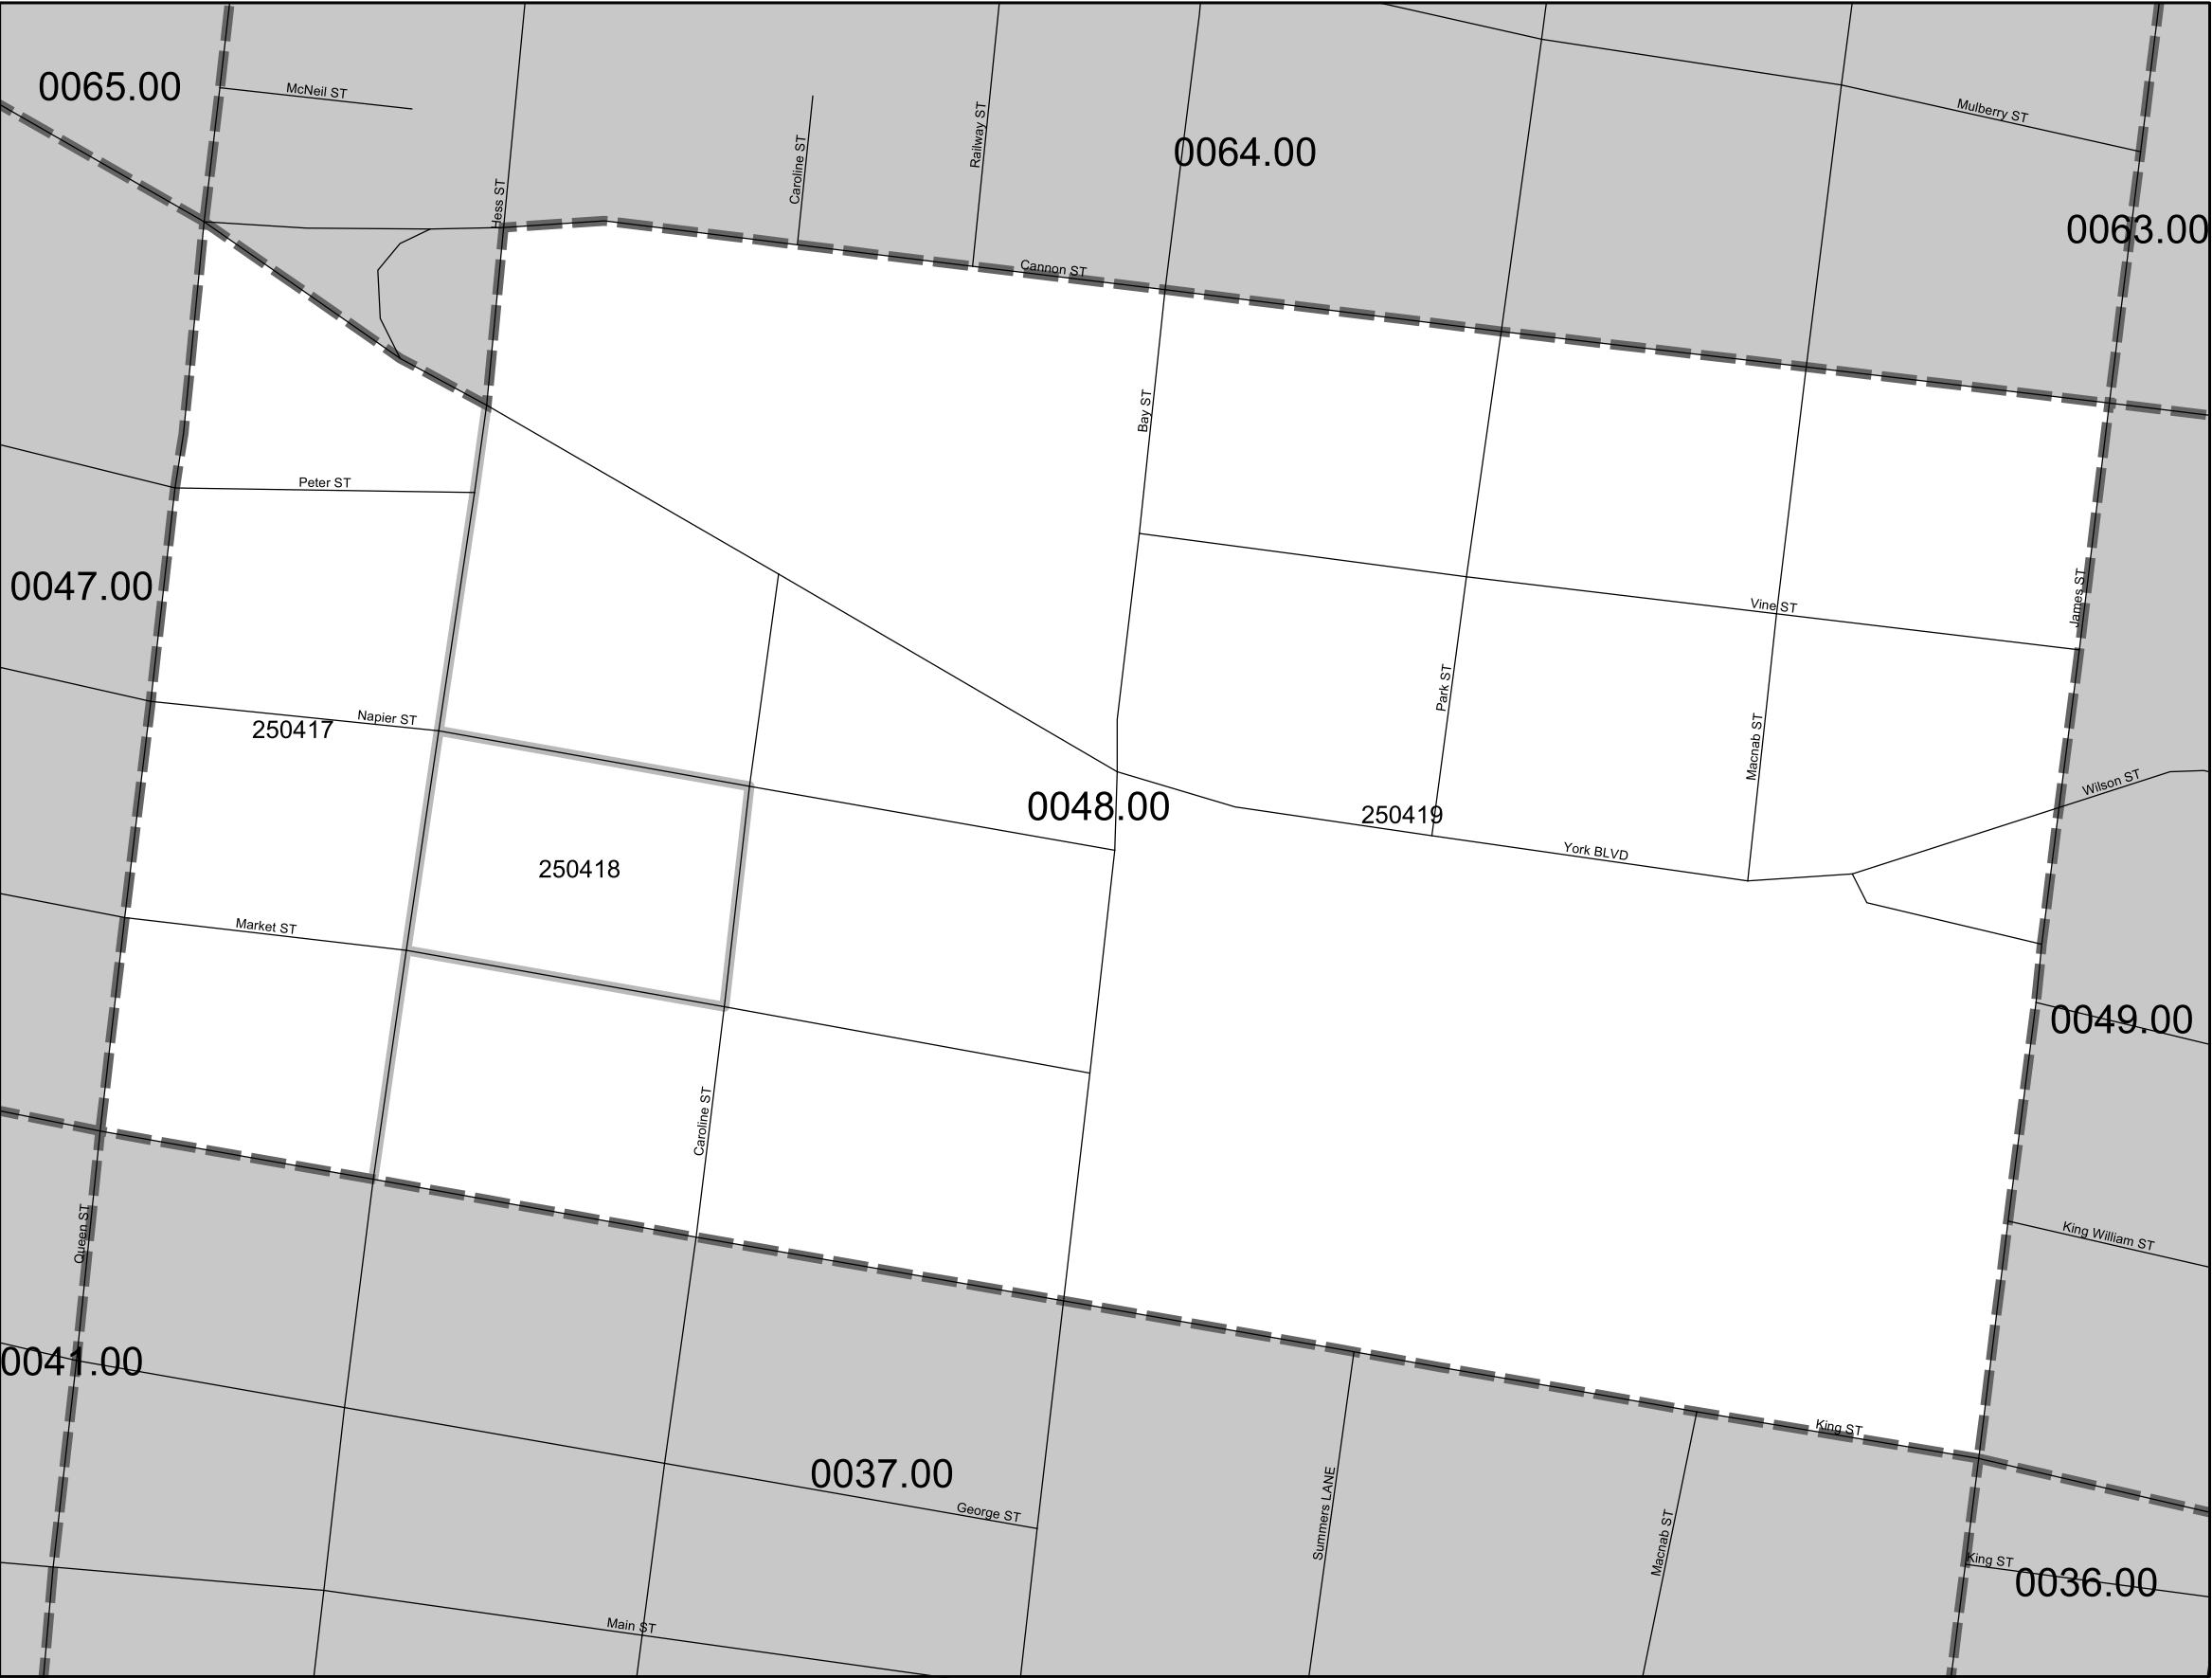 0065.00
McNeil ST
Caroline ST
Railway ST
0064.00
Mulberry ST
Hess ST
0063.00
Cannon ST
Bay ST
Peter ST
0047.00
Vine ST
James ST
Park ST
Napier ST
250417
Macnab ST
Wilson ST
0048.00
250419
York BLVD
250418
Market ST
0049.00
Caroline ST
Queen ST
King William ST
0041.00
King ST
0037.00
George ST
Summers LANE
Macnab ST
King ST
0036.00
Main ST